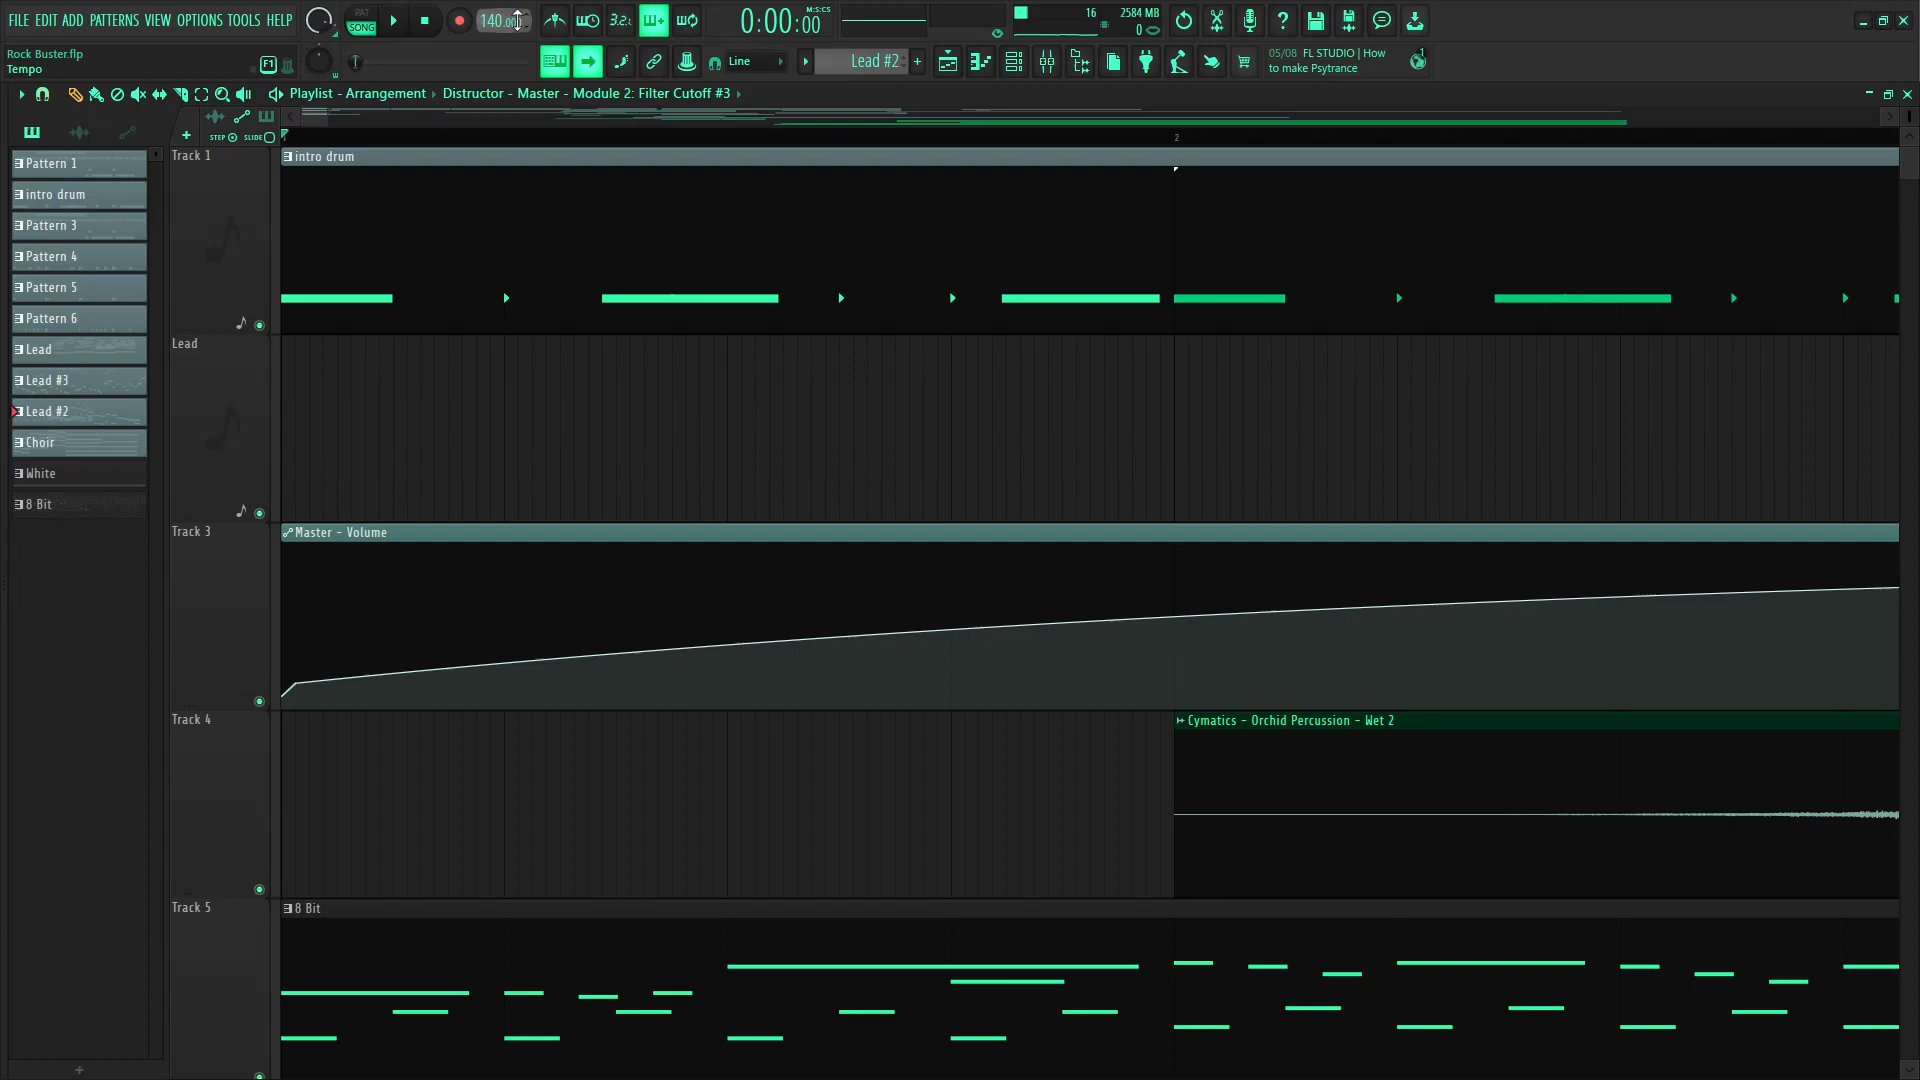 FILE EDIT ADD PATTERNS VIEW OPTIONS TOOLS HELP
PAT
SONG
140
3.2.
0:00:00
M:S:CS
16
2584 MB
0
Rock Buster.flp
Tempo
F1
Line
Lead #2
05/08 FL STUDIO | How
to make Psytrance
1
Playlist - Arrangement
Distructor - Master - Module 2: Filter Cutoff #3
STEP
SLIDE
2
Pattern 1
intro drum
Pattern 3
Pattern 4
Pattern 5
Pattern 6
Lead
Lead #3
Lead #2
Choir
White
8 Bit
Track 1
intro drum
Lead
Track 3
Master - Volume
Track 4
Cymatics - Orchid Percussion - Wet 2
Track 5
8 Bit